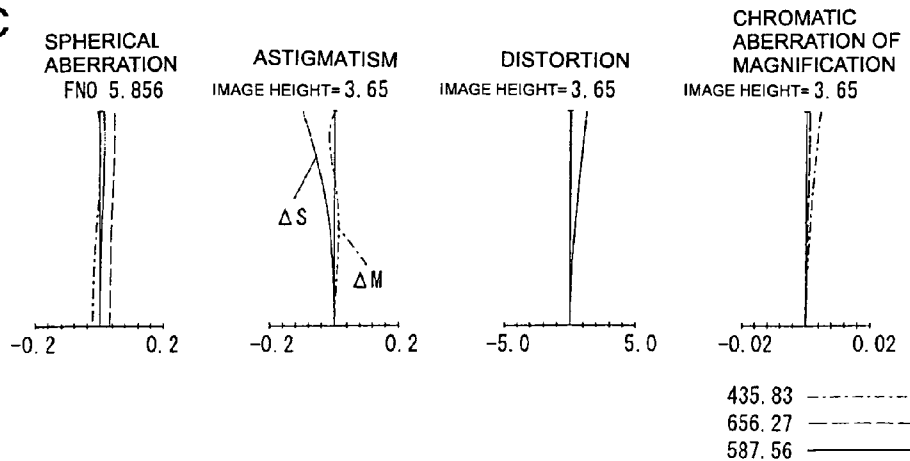 C
SPHERICAL
ABERRATION
FNO 5.856
-0.2 0.2
ASTIGMATISM
IMAGE HEIGHT= 3.65
ΔS
ΔM
-0.2 0.2
DISTORTION
IMAGE HEIGHT= 3.65
-5.0 5.0
CHROMATIC
ABERRATION OF
MAGNIFICATION
IMAGE HEIGHT= 3.65
-0.02 0.02
435.83
656.27
587.56